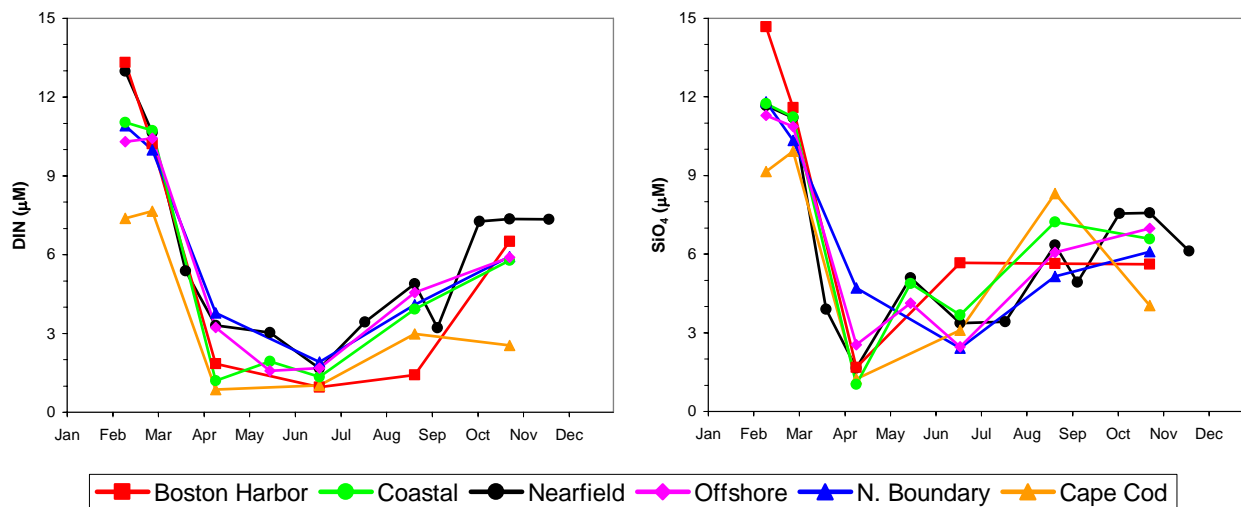 15
12
9
6
3
0
DIN (μM)
Jan Feb Mar Apr May Jun Jul Aug Sep Oct Nov Dec
15
12
9
6
3
0
SiO4 (μM)
Jan Feb Mar Apr May Jun Jul Aug Sep Oct Nov Dec
Boston Harbor Coastal Nearfield Offshore N. Boundary Cape Cod